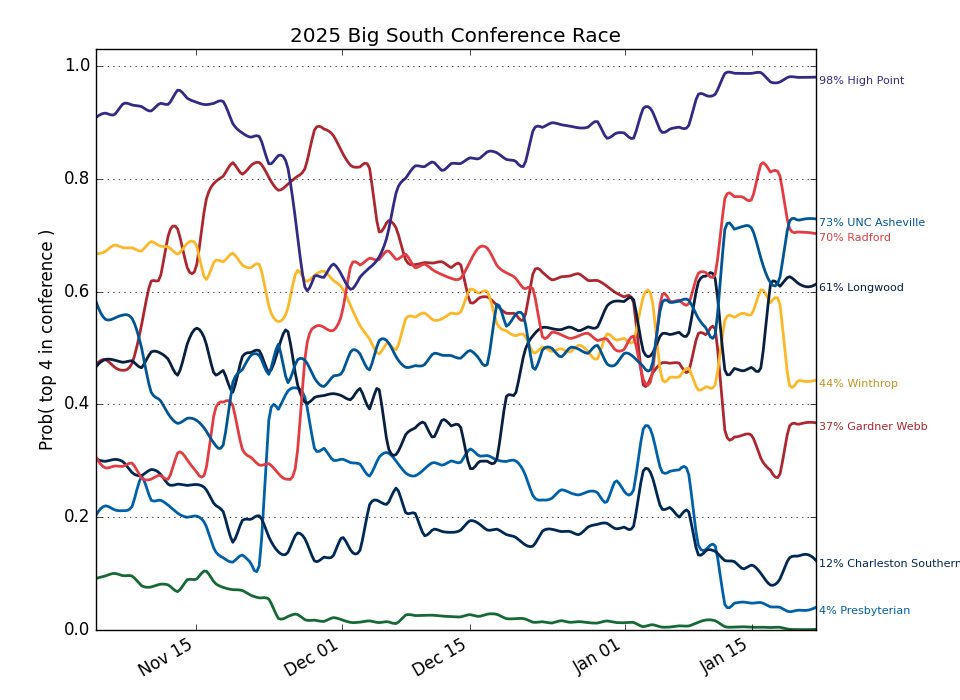 2025 Big South Conference Race
Prob( top 4 in conference )
1.0
0.8
0.6
0.4
0.2
0.0
Nov 15
Dec 01
Dec 15
Jan 01
Jan 15
98% High Point
73% UNC Asheville
70% Radford
61% Longwood
44% Winthrop
37% Gardner Webb
12% Charleston Southern
4% Presbyterian